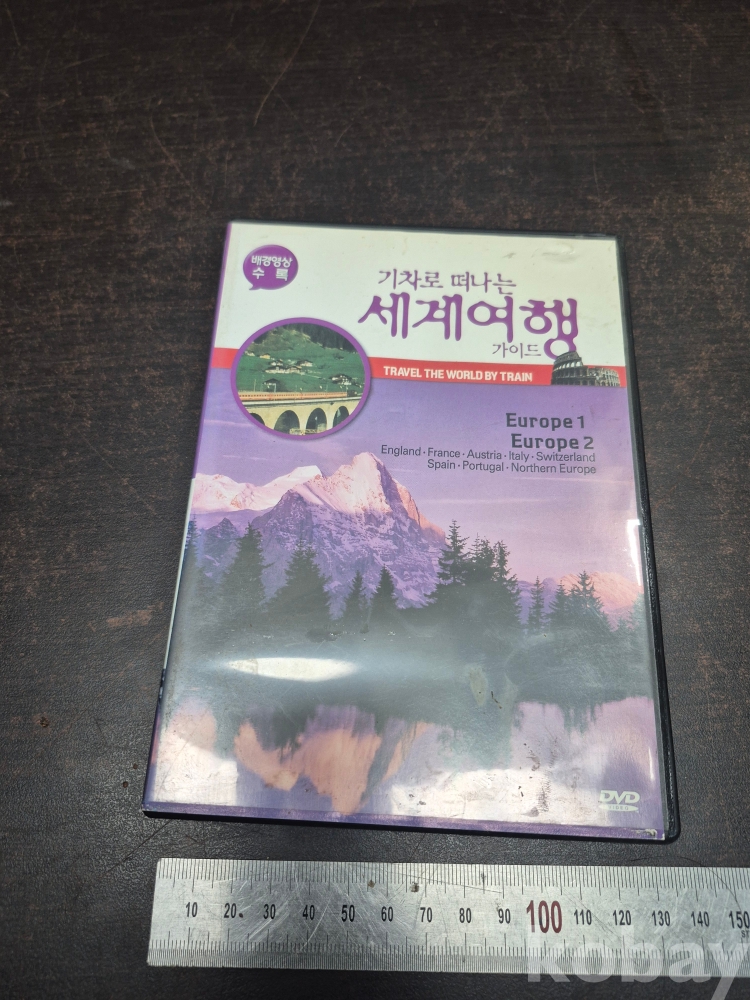 배경영상
수록
기차로 떠나는
세계여행
가이드
TRAVEL THE WORLD BY TRAIN
Europe 1
Europe 2
England · France · Austria · Italy · Switzerland
Spain · Portugal · Northern Europe
DVD
VIDEO
10 20 30 40 50 60 70 80 90 100 110 120 130 140 150
kobay